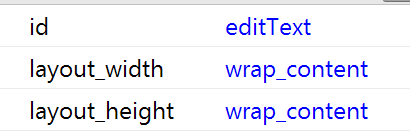 id editText
layout_width wrap_content
layout_height wrap_content